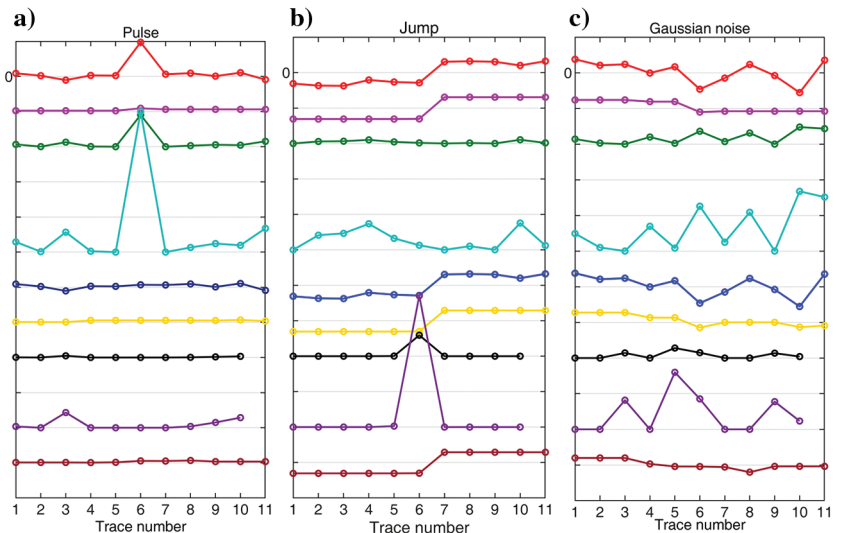 a) b) c)
Pulse Jump Gaussian noise
0 0 0
1 2 3 4 5 6 7 8 9 10 11 1 2 3 4 5 6 7 8 9 10 11 1 2 3 4 5 6 7 8 9 10 11
Trace number Trace number Trace number